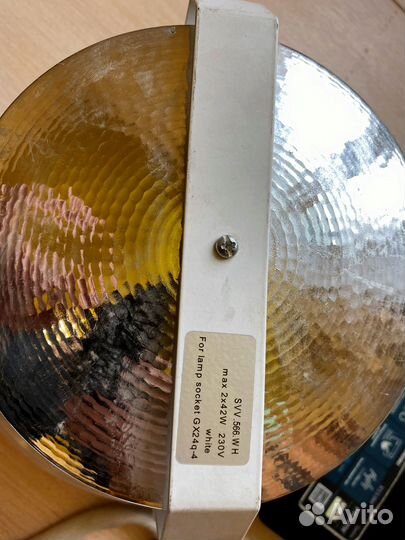 SVV.566.WH
max 2x42W 230V
white
For lamp socket GX24q-4
Avito